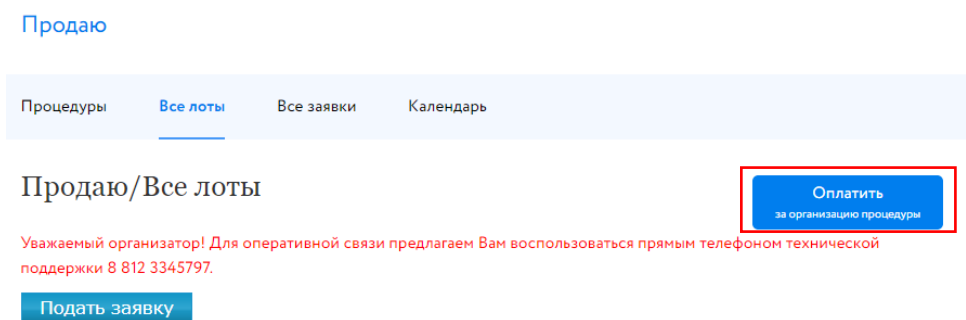 Продаю
Процедуры Все лоты Все заявки Календарь
Продаю/Все лоты
Оплатить
за организацию процедуры
Уважаемый организатор! Для оперативной связи предлагаем Вам воспользоваться прямым телефоном технической
поддержки 8 812 3345797.
Подать заявку